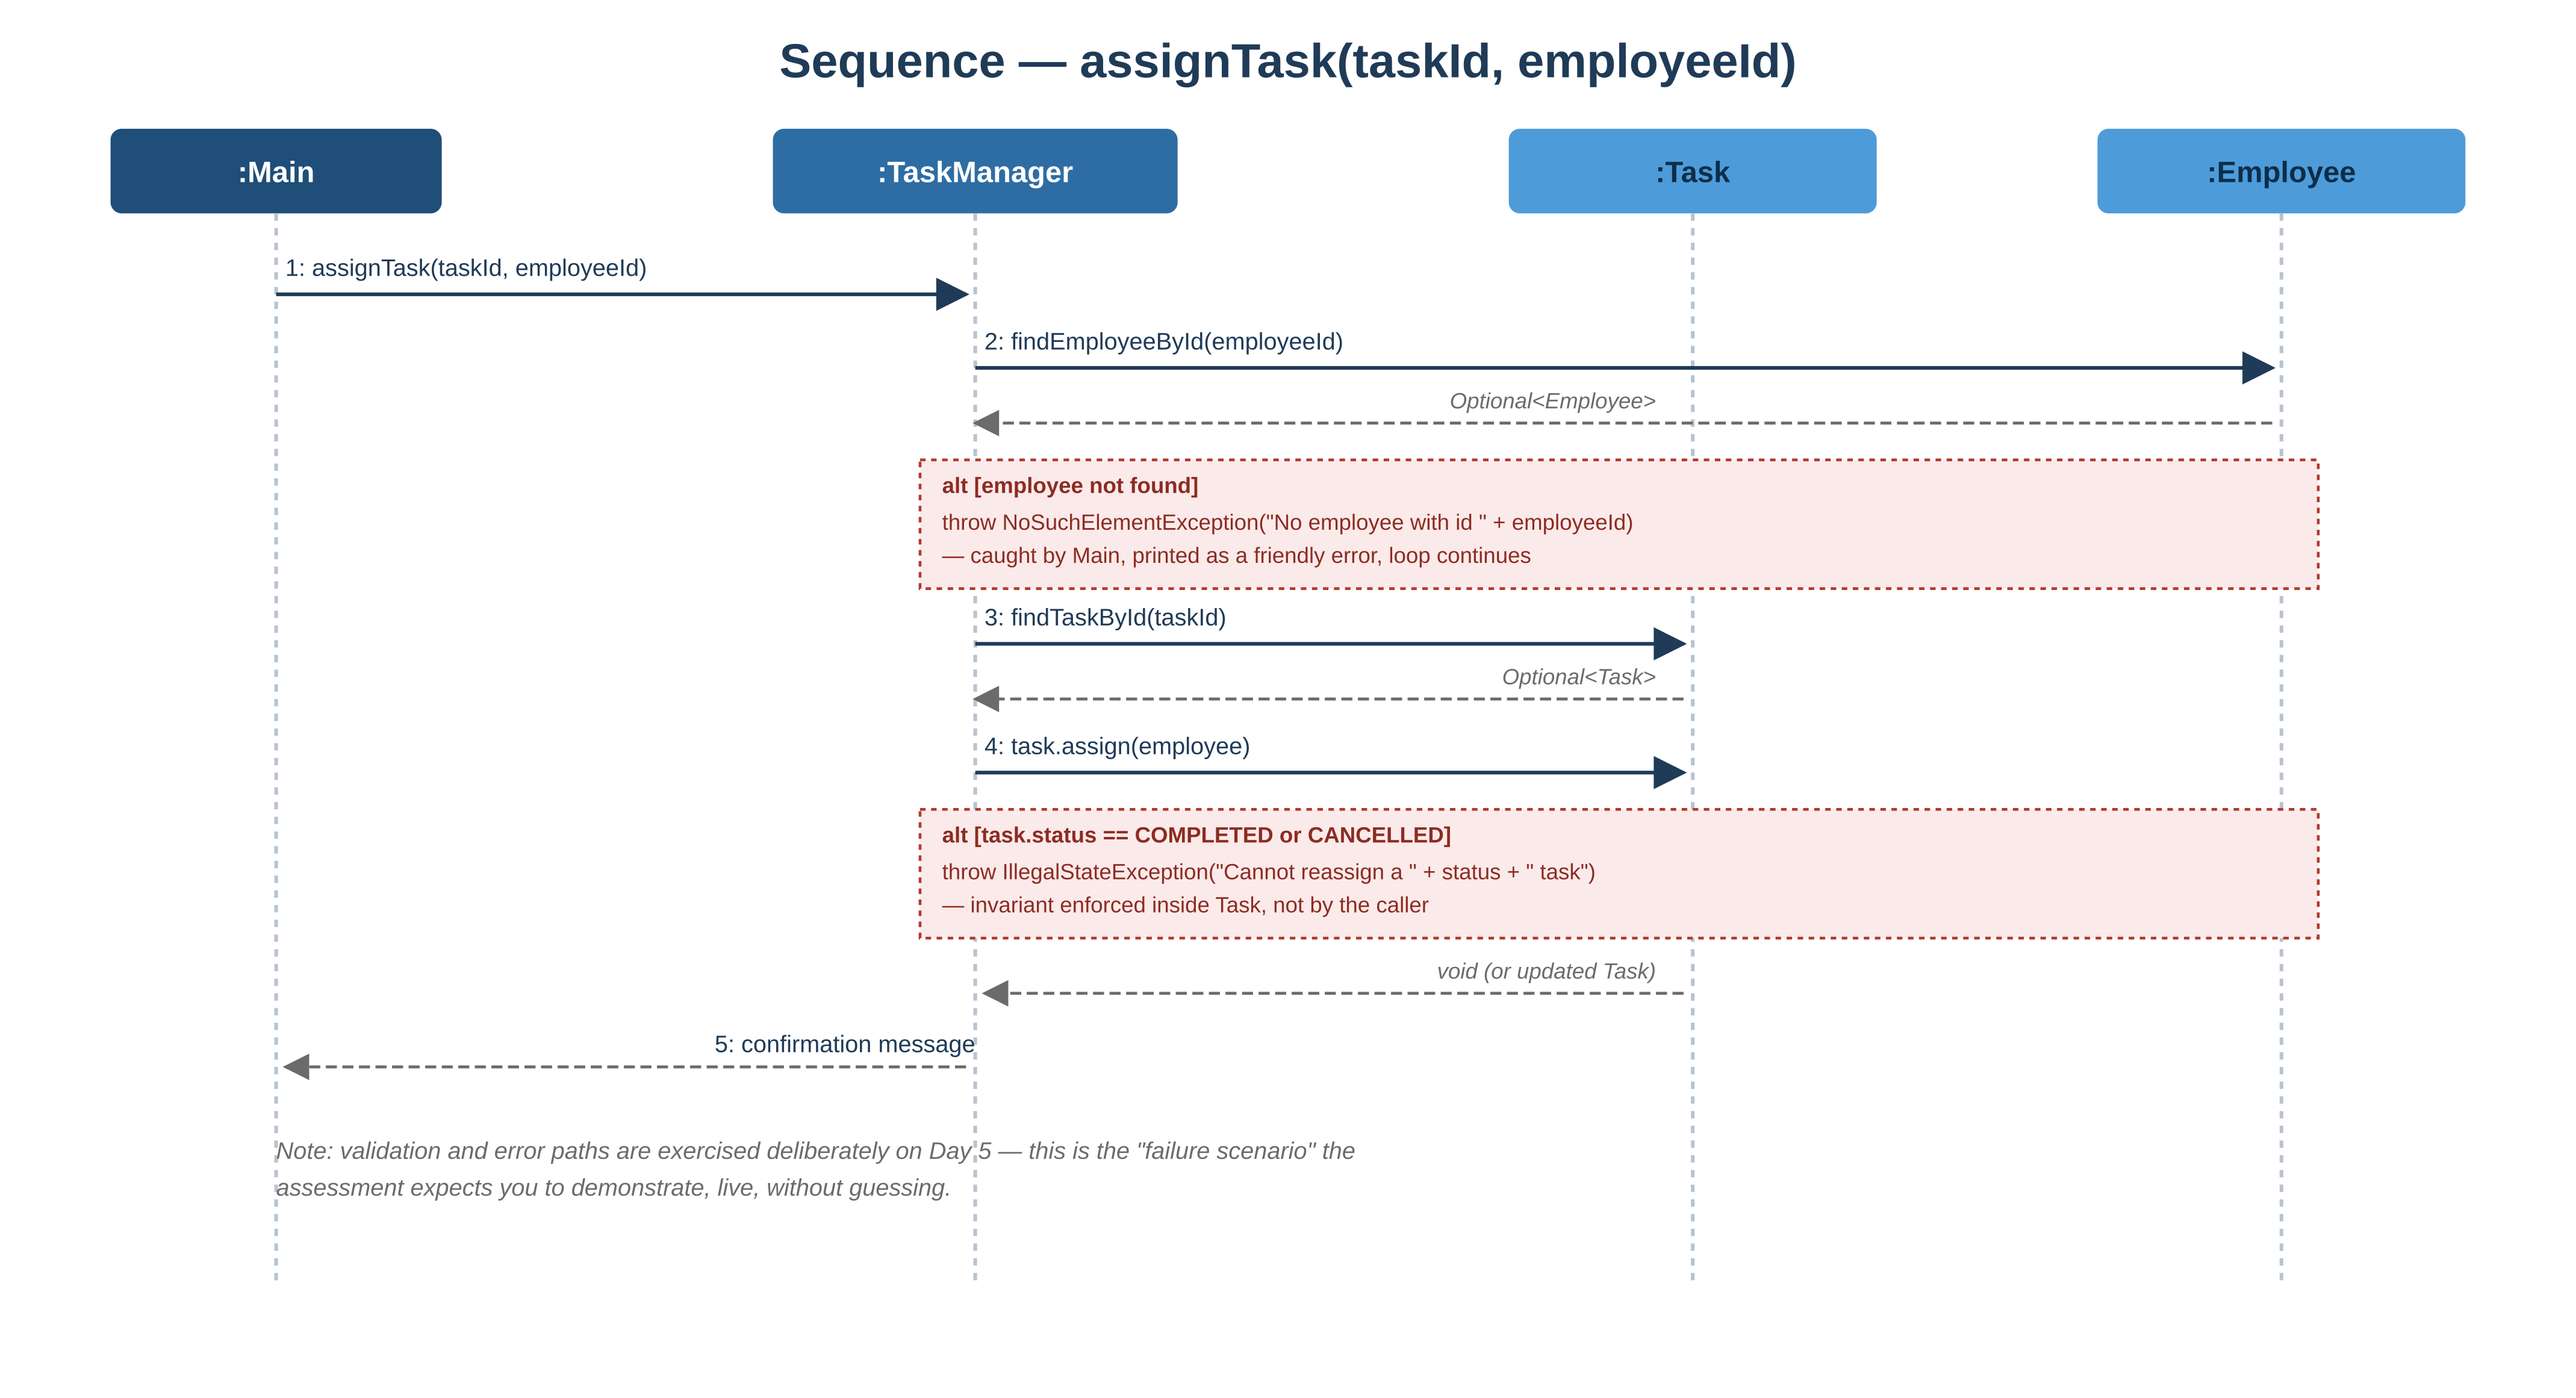 Sequence — assignTask(taskId, employeeId)
:Main
:TaskManager
:Task
:Employee
1: assignTask(taskId, employeeId)
2: findEmployeeById(employeeId)
Optional<Employee>
alt [employee not found]
throw NoSuchElementException("No employee with id " + employeeId)
— caught by Main, printed as a friendly error, loop continues
3: findTaskById(taskId)
Optional<Task>
4: task.assign(employee)
alt [task.status == COMPLETED or CANCELLED]
throw IllegalStateException("Cannot reassign a " + status + " task")
— invariant enforced inside Task, not by the caller
void (or updated Task)
5: confirmation message
Note: validation and error paths are exercised deliberately on Day 5 — this is the "failure scenario" the
assessment expects you to demonstrate, live, without guessing.